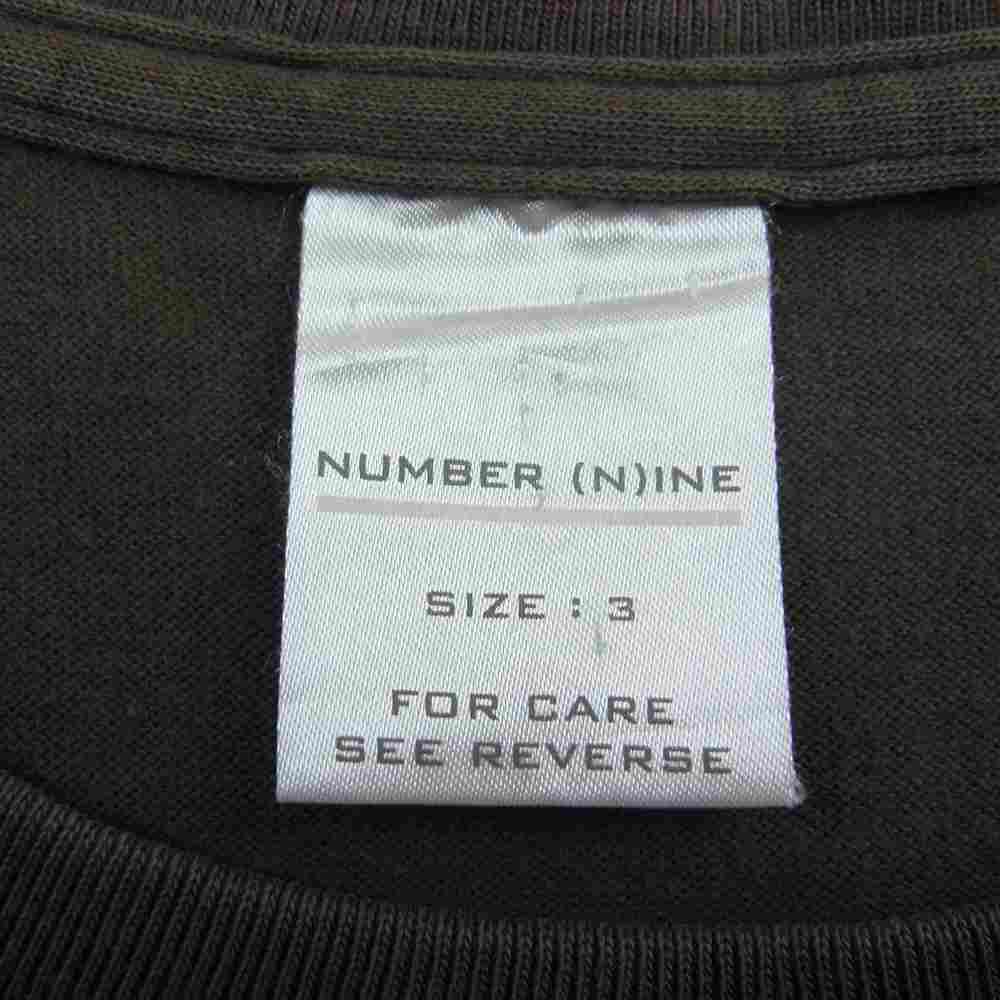 NUMBER (N)INE
SIZE : 3
FOR CARE
SEE REVERSE